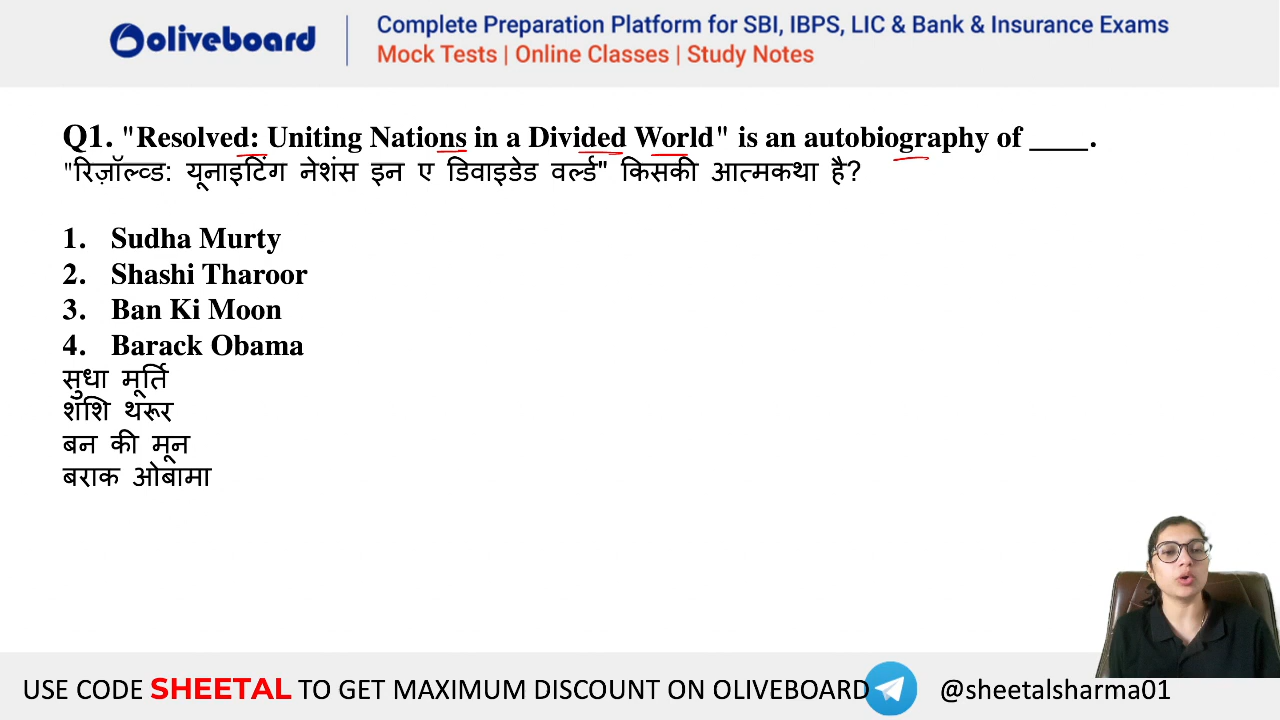 oliveboard
Complete Preparation Platform for SBI, IBPS, LIC & Bank & Insurance Exams
Mock Tests | Online Classes | Study Notes
Q1. "Resolved: Uniting Nations in a Divided World" is an autobiography of ____.
"रिज़ॉल्व्ड: यूनाइटिंग नेशंस इन ए डिवाइडेड वर्ल्ड" किसकी आत्मकथा है?
1. Sudha Murty
2. Shashi Tharoor
3. Ban Ki Moon
4. Barack Obama
सुधा मूर्ति
शशि थरूर
बन की मून
बराक ओबामा
USE CODE SHEETAL TO GET MAXIMUM DISCOUNT ON OLIVEBOARD @sheetalsharma01